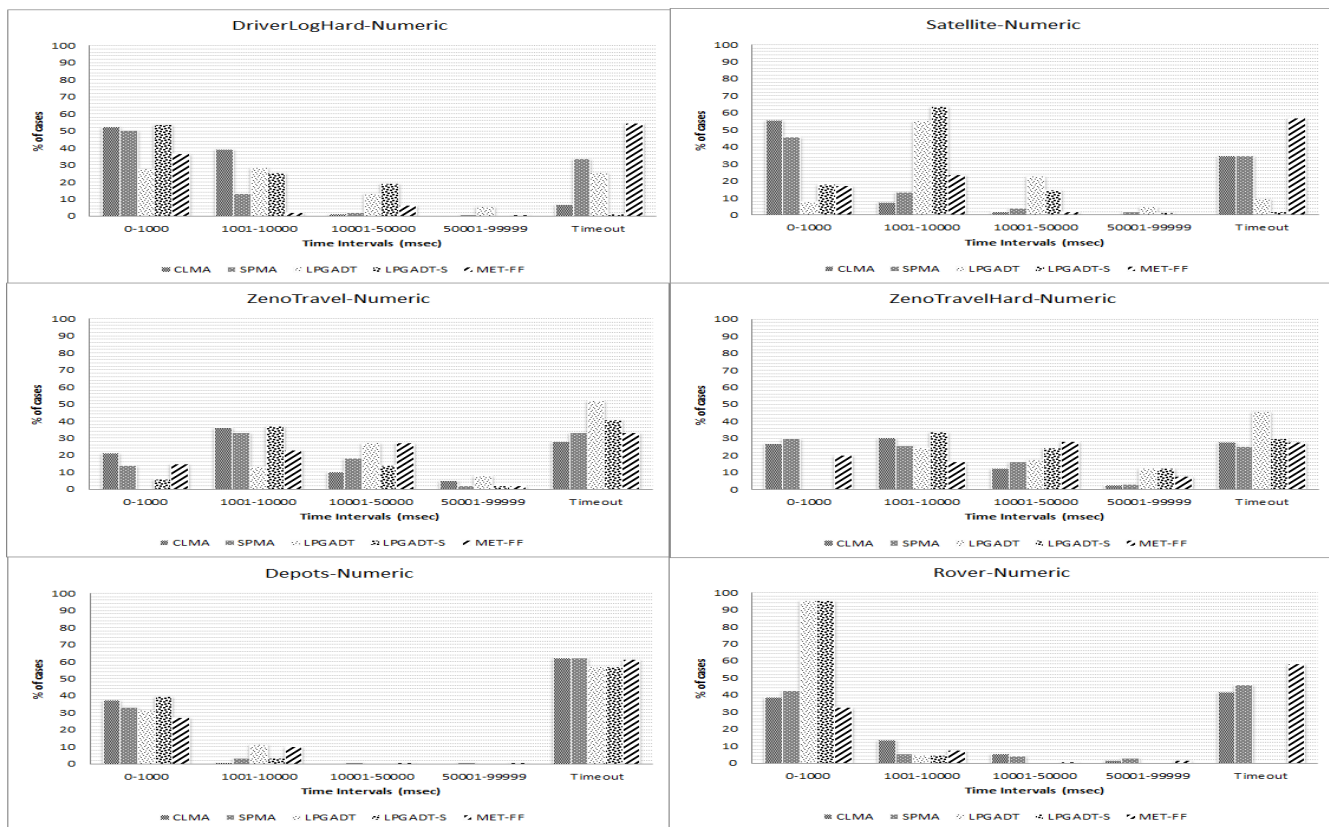 DriverLogHard-Numeric
100
90
80
70
60
50
40
30
20
10
0
% of cases
0-1000 1001-10000 10001-50000 50001-99999 Timeout
Time Intervals (msec)
CLMA SPMA LPGADT LPGADT-S MET-FF
Satellite-Numeric
100
90
80
70
60
50
40
30
20
10
0
% of cases
0-1000 1001-10000 10001-50000 50001-99999 Timeout
Time Intervals (msec)
CLMA SPMA LPGADT LPGADT-S MET-FF
ZenoTravel-Numeric
100
90
80
70
60
50
40
30
20
10
0
% of cases
0-1000 1001-10000 10001-50000 50001-99999 Timeout
Time Intervals (msec)
CLMA SPMA LPGADT LPGADT-S MET-FF
ZenoTravelHard-Numeric
100
90
80
70
60
50
40
30
20
10
0
% of cases
0-1000 1001-10000 10001-50000 50001-99999 Timeout
Time Intervals (msec)
CLMA SPMA LPGADT LPGADT-S MET-FF
Depots-Numeric
100
90
80
70
60
50
40
30
20
10
0
% of cases
0-1000 1001-10000 10001-50000 50001-99999 Timeout
Time Intervals (msec)
CLMA SPMA LPGADT LPGADT-S MET-FF
Rover-Numeric
100
90
80
70
60
50
40
30
20
10
0
% of cases
0-1000 1001-10000 10001-50000 50001-99999 Timeout
Time Intervals (msec)
CLMA SPMA LPGADT LPGADT-S MET-FF